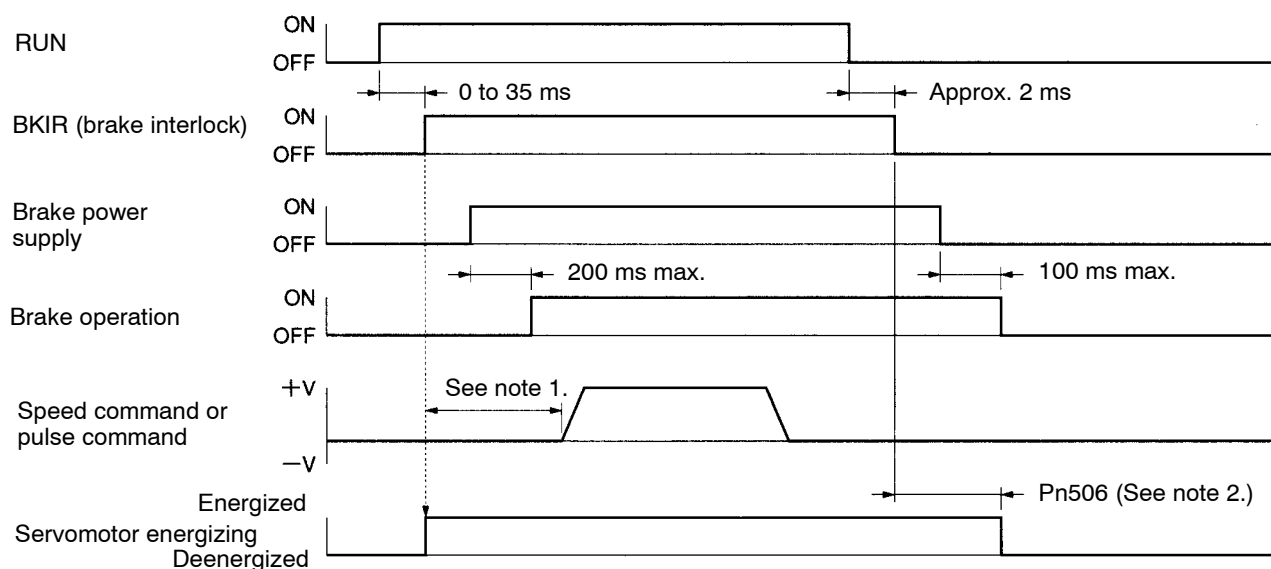 ON
RUN
OFF
0 to 35 ms
Approx. 2 ms
ON
BKIR (brake interlock)
OFF
Brake power
supply
ON
OFF
200 ms max.
100 ms max.
ON
Brake operation
OFF
+V
See note 1.
Speed command or
pulse command
−V
Energized
Pn506 (See note 2.)
Servomotor energizing
Deenergized